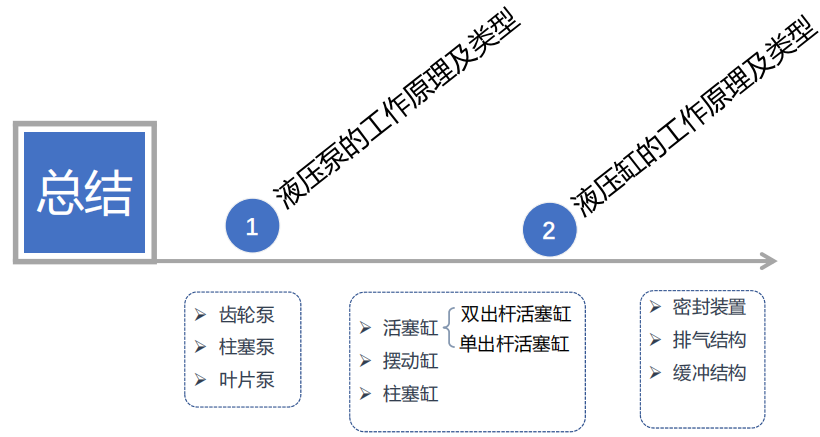 总结
1
液压泵的工作原理及类型
2
液压缸的工作原理及类型
齿轮泵
柱塞泵
叶片泵
活塞缸
双出杆活塞缸
单出杆活塞缸
摆动缸
柱塞缸
密封装置
排气结构
缓冲结构